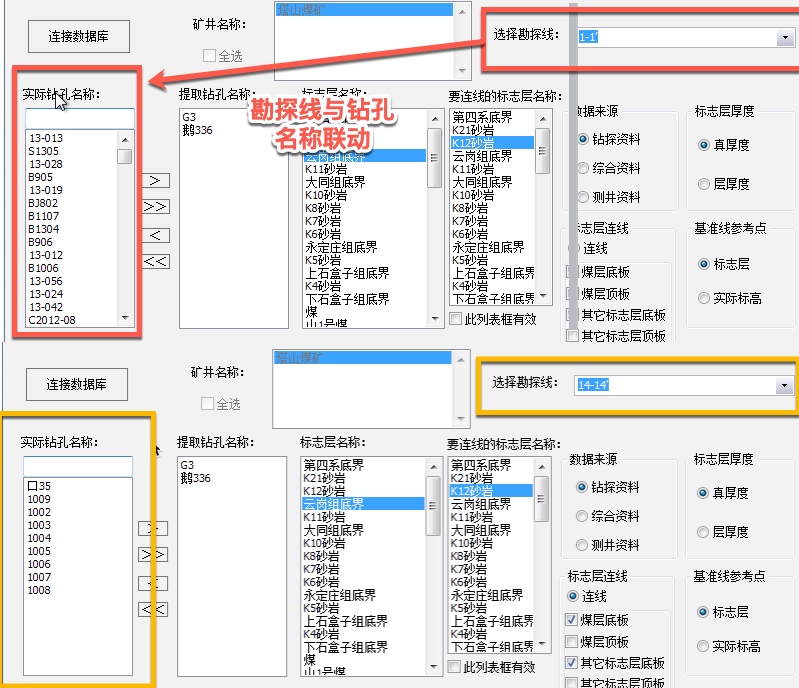 连接数据库
矿井名称:
塔山煤矿
全选
选择勘探线:
1-1'
实际钻孔名称:
提取钻孔名称:
标志层名称:
要连线的标志层名称:
勘探线与钻孔
名称联动
13-013
S1305
13-028
B905
13-019
BJ802
B1107
B1304
B906
13-012
B1006
13-056
13-024
13-042
C2012-08
>
>>
<
<<
G3
鹅336
云岗组底界
K11砂岩
大同组底界
K10砂岩
K8砂岩
K7砂岩
K6砂岩
永定庄组底界
K5砂岩
上石盒子组底界
K4砂岩
下石盒子组底界
煤
山1号煤
第四系底界
K21砂岩
K12砂岩
云岗组底界
K11砂岩
大同组底界
K10砂岩
K8砂岩
K7砂岩
K6砂岩
永定庄组底界
K5砂岩
上石盒子组底界
K4砂岩
下石盒子组底界
此列表框有效
数据来源
钻探资料
综合资料
测井资料
标志层厚度
真厚度
层厚度
标志层连线
连线
煤层底板
煤层顶板
其它标志层底板
其它标志层顶板
基准线参考点
标志层
实际标高
连接数据库
矿井名称:
塔山煤矿
全选
选择勘探线:
14-14'
实际钻孔名称:
提取钻孔名称:
标志层名称:
要连线的标志层名称:
口35
1009
1002
1003
1004
1005
1006
1007
1008
>
>>
<
<<
G3
鹅336
第四系底界
K21砂岩
K12砂岩
云岗组底界
K11砂岩
大同组底界
K10砂岩
K8砂岩
K7砂岩
K6砂岩
永定庄组底界
K5砂岩
上石盒子组底界
K4砂岩
下石盒子组底界
煤
山1号煤
第四系底界
K21砂岩
K12砂岩
云岗组底界
K11砂岩
大同组底界
K10砂岩
K8砂岩
K7砂岩
K6砂岩
永定庄组底界
K5砂岩
上石盒子组底界
K4砂岩
下石盒子组底界
此列表框有效
数据来源
钻探资料
综合资料
测井资料
标志层厚度
真厚度
层厚度
标志层连线
连线
煤层底板
煤层顶板
其它标志层底板
其它标志层顶板
基准线参考点
标志层
实际标高